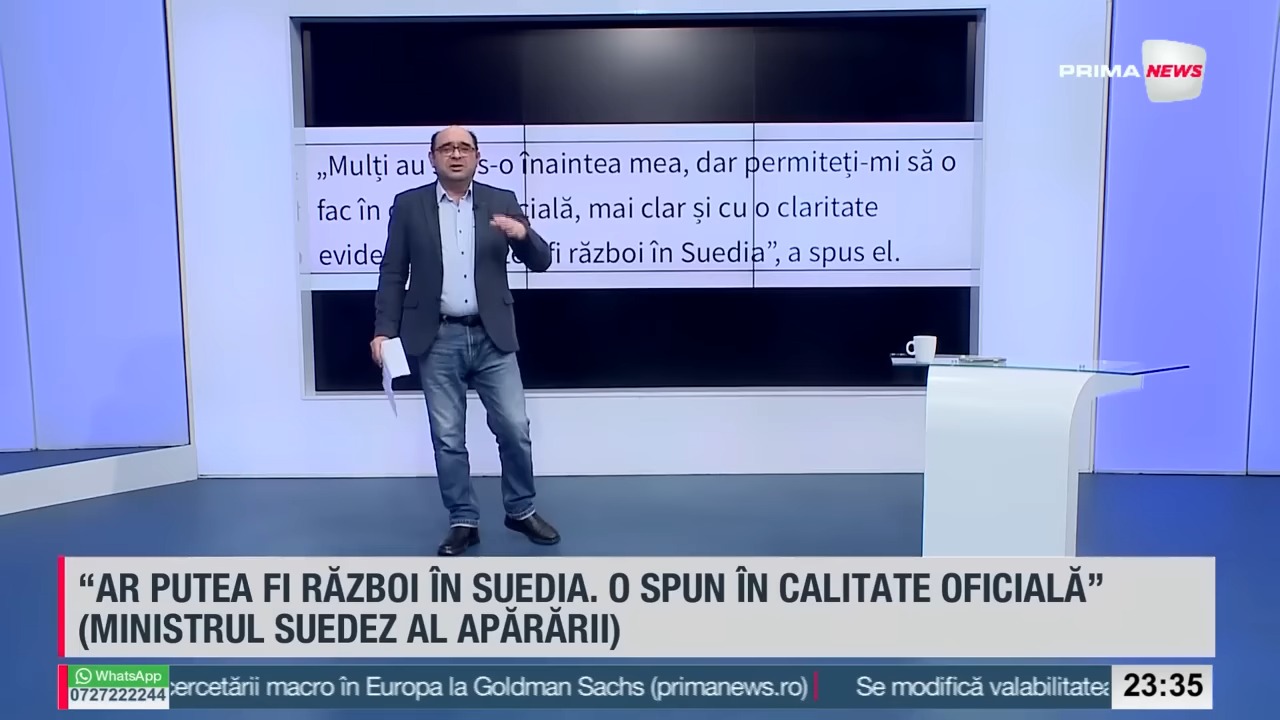 PRIMA NEWS
„Mulți au s-o înaintea mea, dar permiteți-mi să o
fac în cială, mai clar și cu o claritate
evide fi război în Suedia”, a spus el.
“AR PUTEA FI RĂZBOI ÎN SUEDIA. O SPUN ÎN CALITATE OFICIALĂ”
(MINISTRUL SUEDEZ AL APĂRĂRII)
WhatsApp
0727222244
cercetării macro în Europa la Goldman Sachs (primanews.ro) | Se modifică valabilitatea
23:35